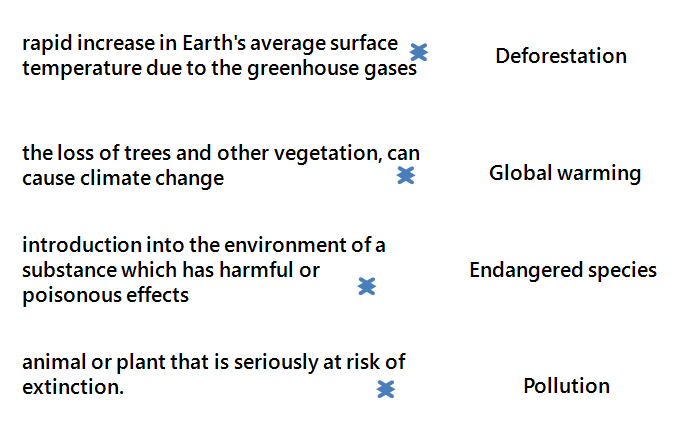 rapid increase in Earth's average surface
temperature due to the greenhouse gases
Deforestation
the loss of trees and other vegetation, can
cause climate change
Global warming
introduction into the environment of a
substance which has harmful or
poisonous effects
Endangered species
animal or plant that is seriously at risk of
extinction.
Pollution